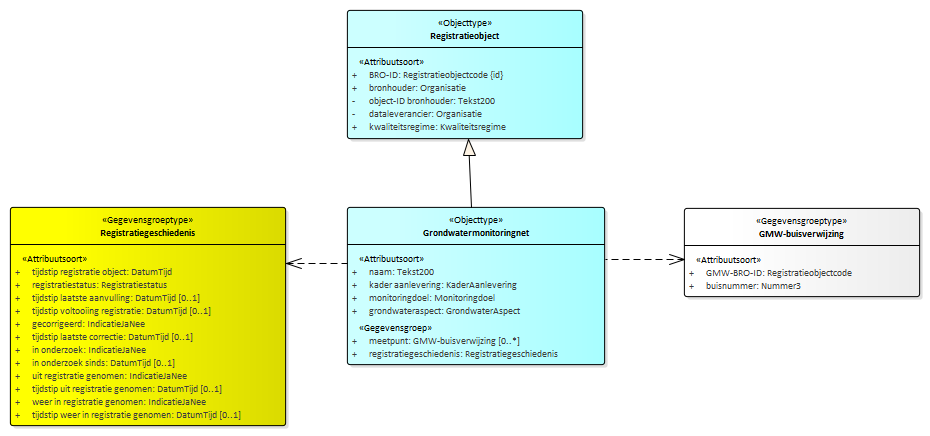 «Objecttype»
Registratieobject
«Attribuutsoort»
+ BRO-ID: Registratieobjectcode {id}
+ bronhouder: Organisatie
- object-ID bronhouder: Tekst200
- dataleverancier: Organisatie
+ kwaliteitsregime: Kwaliteitsregime
«Gegevensgroeptype»
Registratiegeschiedenis
«Attribuutsoort»
+ tijdstip registratie object: DatumTijd
+ registratiestatus: Registratiestatus
+ tijdstip laatste aanvulling: DatumTijd [0..1]
+ tijdstip voltooiing registratie: DatumTijd [0..1]
+ gecorrigeerd: IndicatieJaNee
+ tijdstip laatste correctie: DatumTijd [0..1]
+ in onderzoek: IndicatieJaNee
+ in onderzoek sinds: DatumTijd [0..1]
+ uit registratie genomen: IndicatieJaNee
+ tijdstip uit registratie genomen: DatumTijd [0..1]
+ weer in registratie genomen: IndicatieJaNee
+ tijdstip weer in registratie genomen: DatumTijd [0..1]
«Objecttype»
Grondwatermonitoringnet
«Attribuutsoort»
+ naam: Tekst200
+ kader aanlevering: KaderAanlevering
+ monitoringdoel: Monitoringdoel
+ grondwateraspect: GrondwaterAspect
«Gegevensgroep»
+ meetpunt: GMW-buisverwijzing [0..*]
+ registratiegeschiedenis: Registratiegeschiedenis
«Gegevensgroeptype»
GMW-buisverwijzing
«Attribuutsoort»
+ GMW-BRO-ID: Registratieobjectcode
+ buisnummer: Nummer3